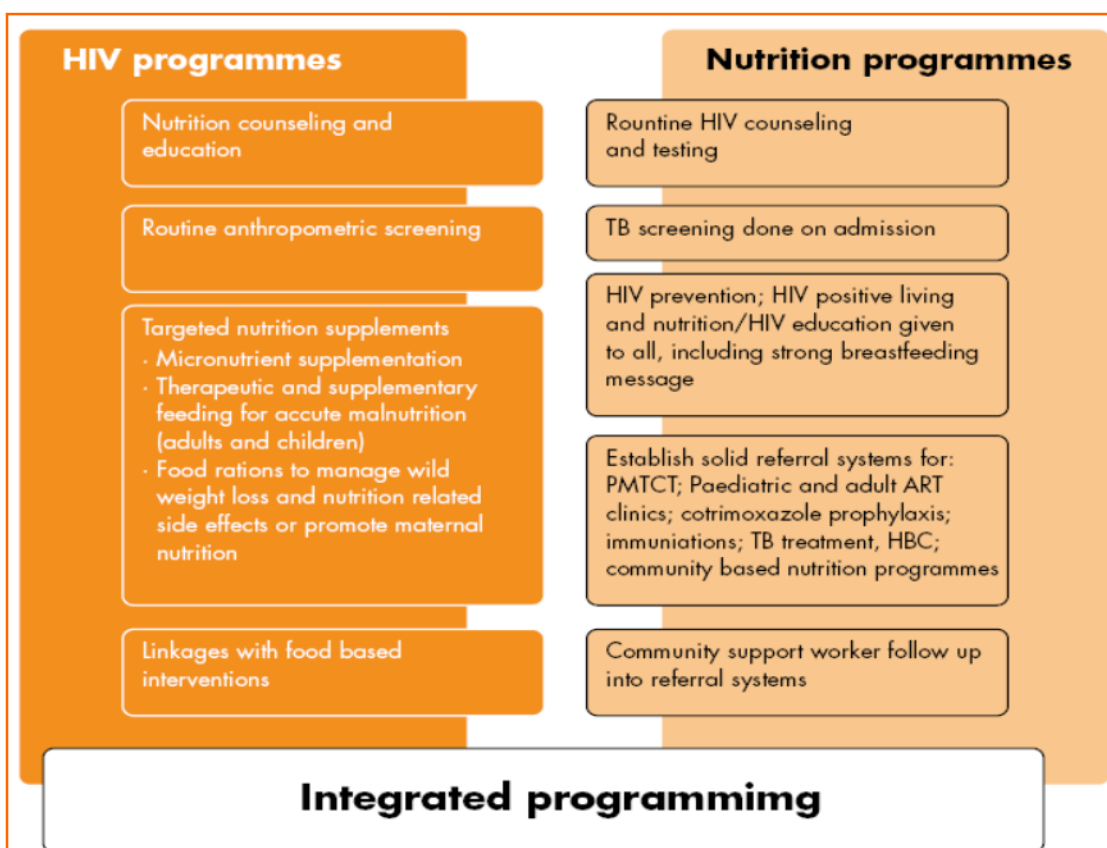 HIV programmes
Nutrition counseling and
education
Routine anthropometric screening
Targeted nutrition supplements
· Micronutrient supplementation
· Therapeutic and supplementary
feeding for accute malnutrition
(adults and children)
· Food rations to manage wild
weight loss and nutrition related
side effects or promote maternal
nutrition
Linkages with food based
interventions
Nutrition programmes
Rountine HIV counseling
and testing
TB screening done on admission
HIV prevention; HIV positive living
and nutrition/HIV education given
to all, including strong breastfeeding
message
Establish solid referral systems for:
PMTCT; Paediatric and adult ART
clinics; cotrimoxazole prophylaxis;
immuniations; TB treatment, HBC;
community based nutrition programmes
Community support worker follow up
into referral systems
Integrated programmimg